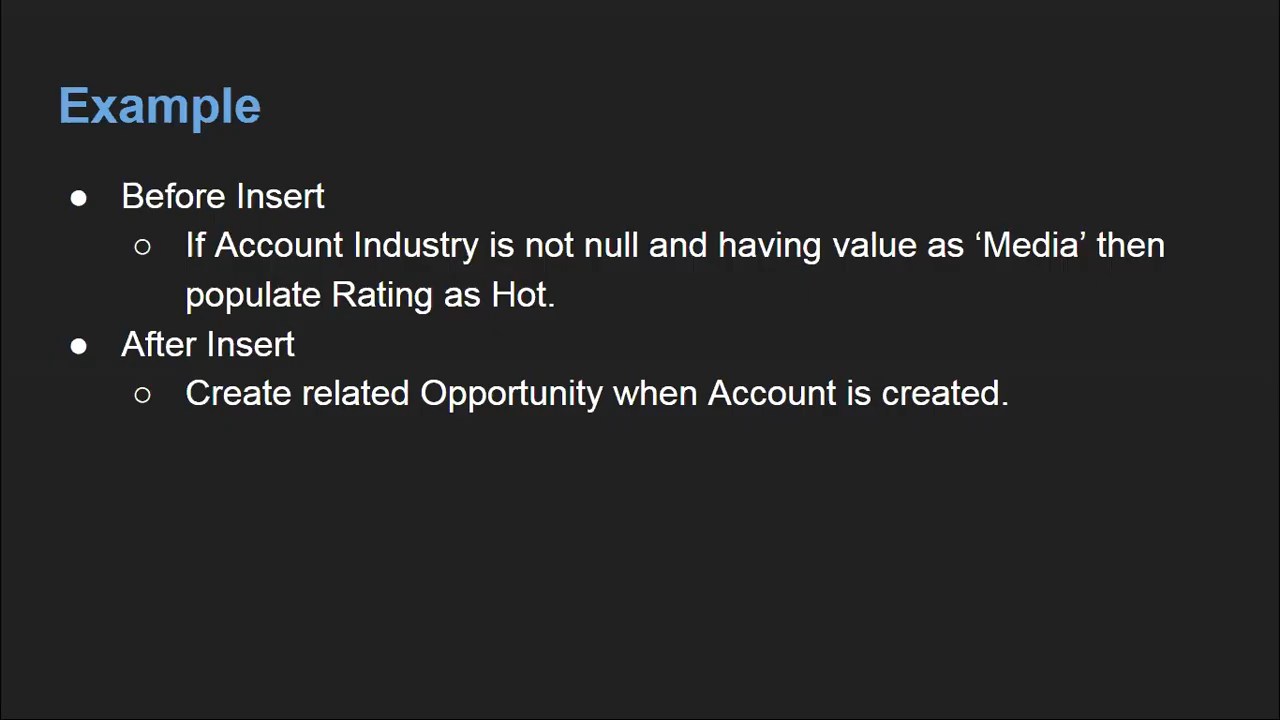 Example
● Before Insert
○ If Account Industry is not null and having value as ‘Media’ then
populate Rating as Hot.
● After Insert
○ Create related Opportunity when Account is created.